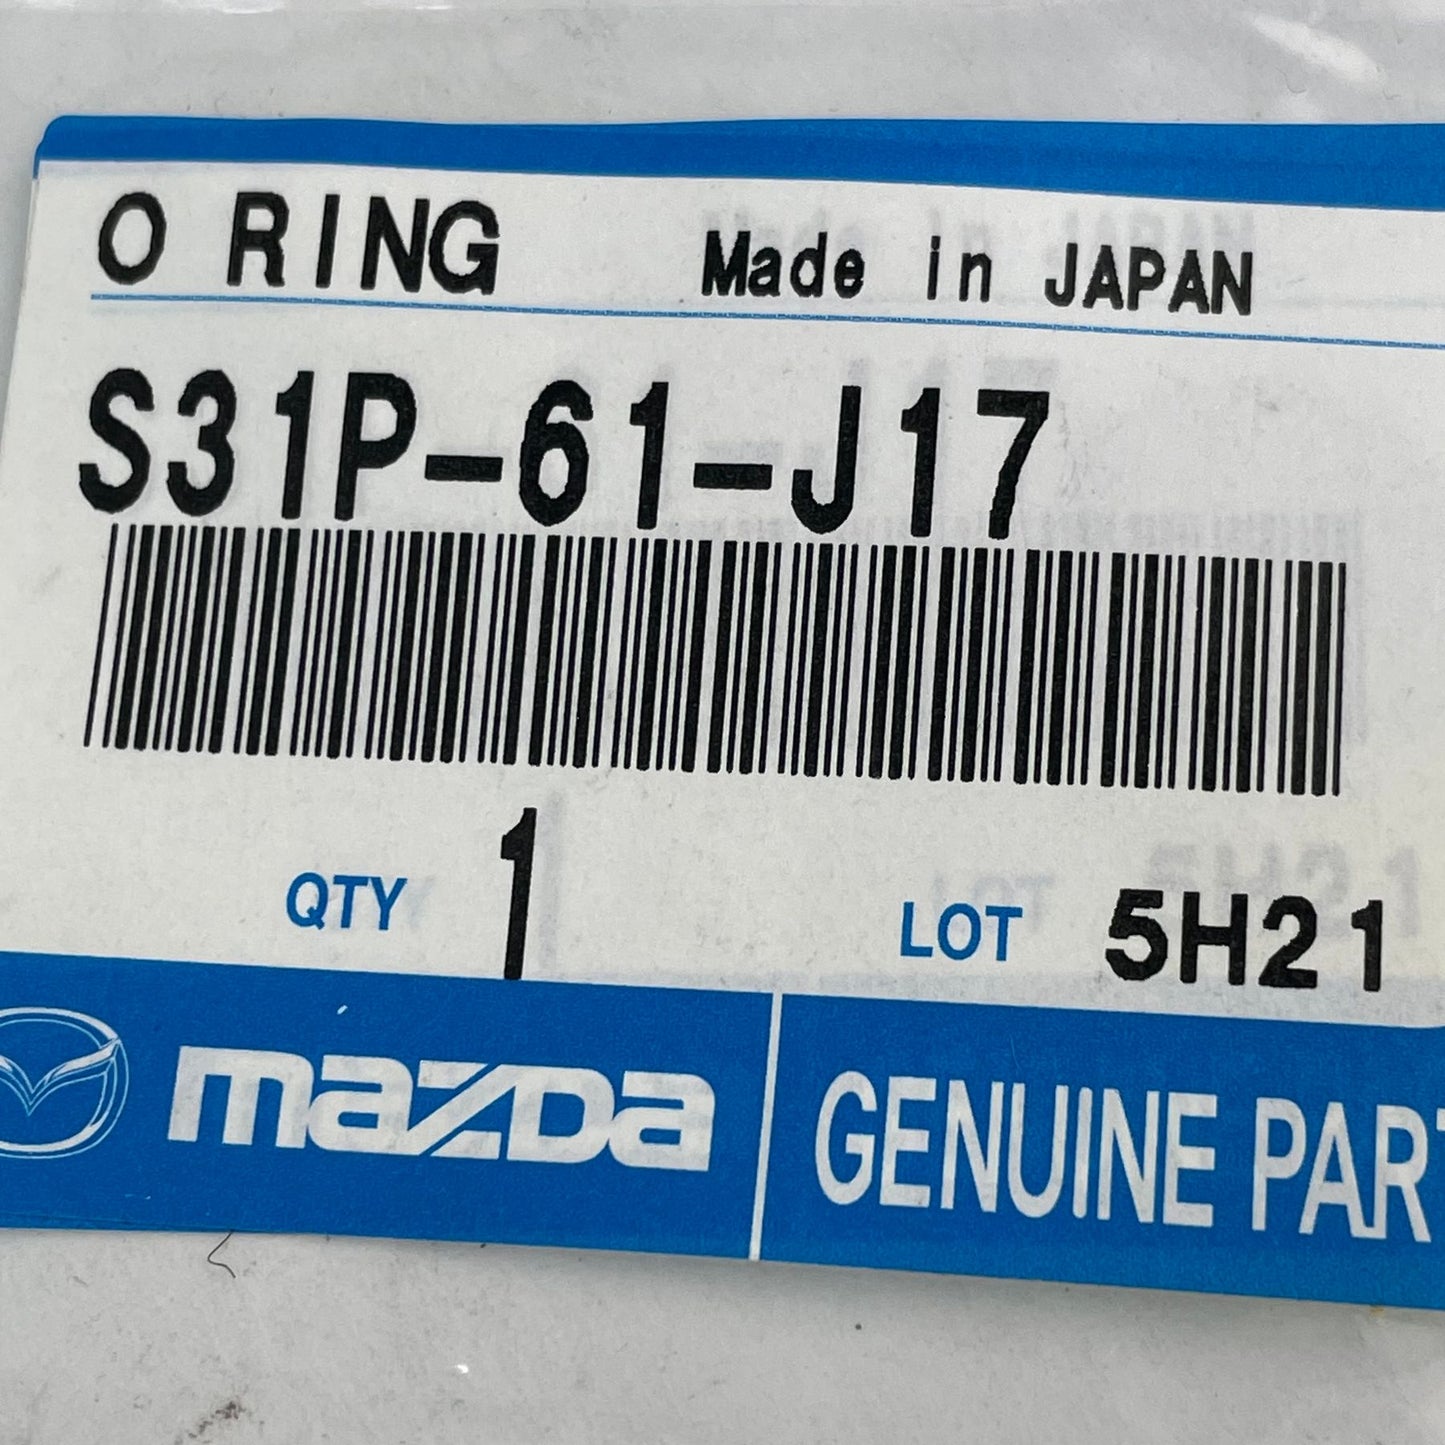 O RING Made in JAPAN
S31P-61-J17
QTY 1 LOT 5H21
mazda GENUINE PART